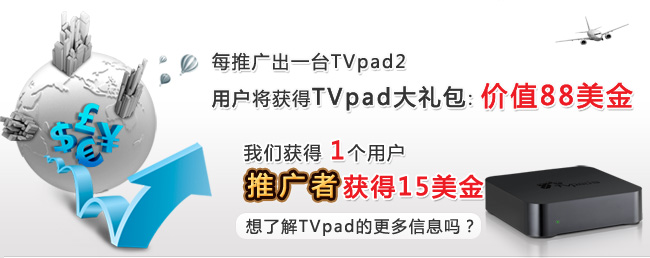 每推广出一台TVpad2
用户将获得TVpad大礼包: 价值88美金
我们获得 1个用户
推广者获得15美金
想了解TVpad的更多信息吗？
$£€¥
TVpad